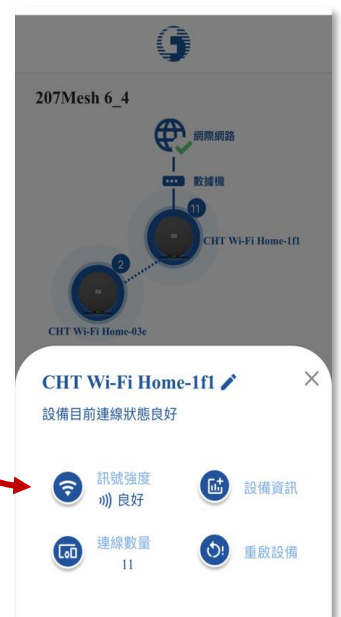 207Mesh 6_4
網際網路
數據機
11
CHT Wi-Fi Home-1f1
2
CHT Wi-Fi Home-03e
CHT Wi-Fi Home-1f1
設備目前連線狀態良好
訊號強度
良好
設備資訊
連線數量
11
重啟設備